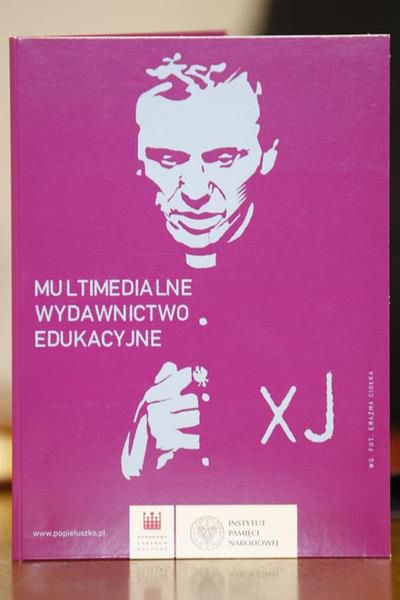 MULTIMEDIALNE
WYDAWNICTWO
EDUKACYJNE
XJ
WG. FOT. ERAZMA CIOŁKA
www.popieluszko.pl
NARODOWE
CENTRUM
KULTURY
INSTYTUT
PAMIĘCI
NARODOWEJ